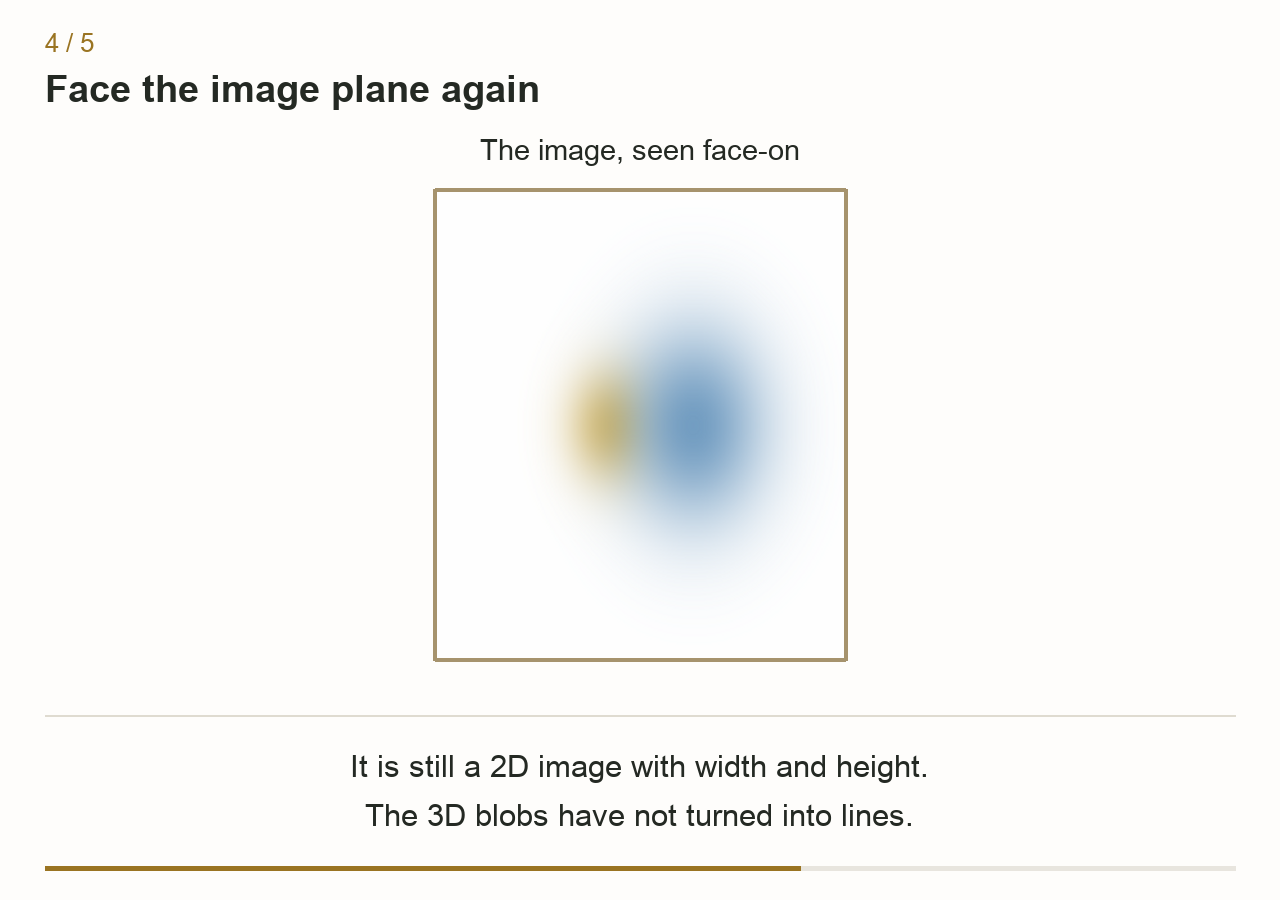 4 / 5
Face the image plane again
The image, seen face-on
It is still a 2D image with width and height.
The 3D blobs have not turned into lines.